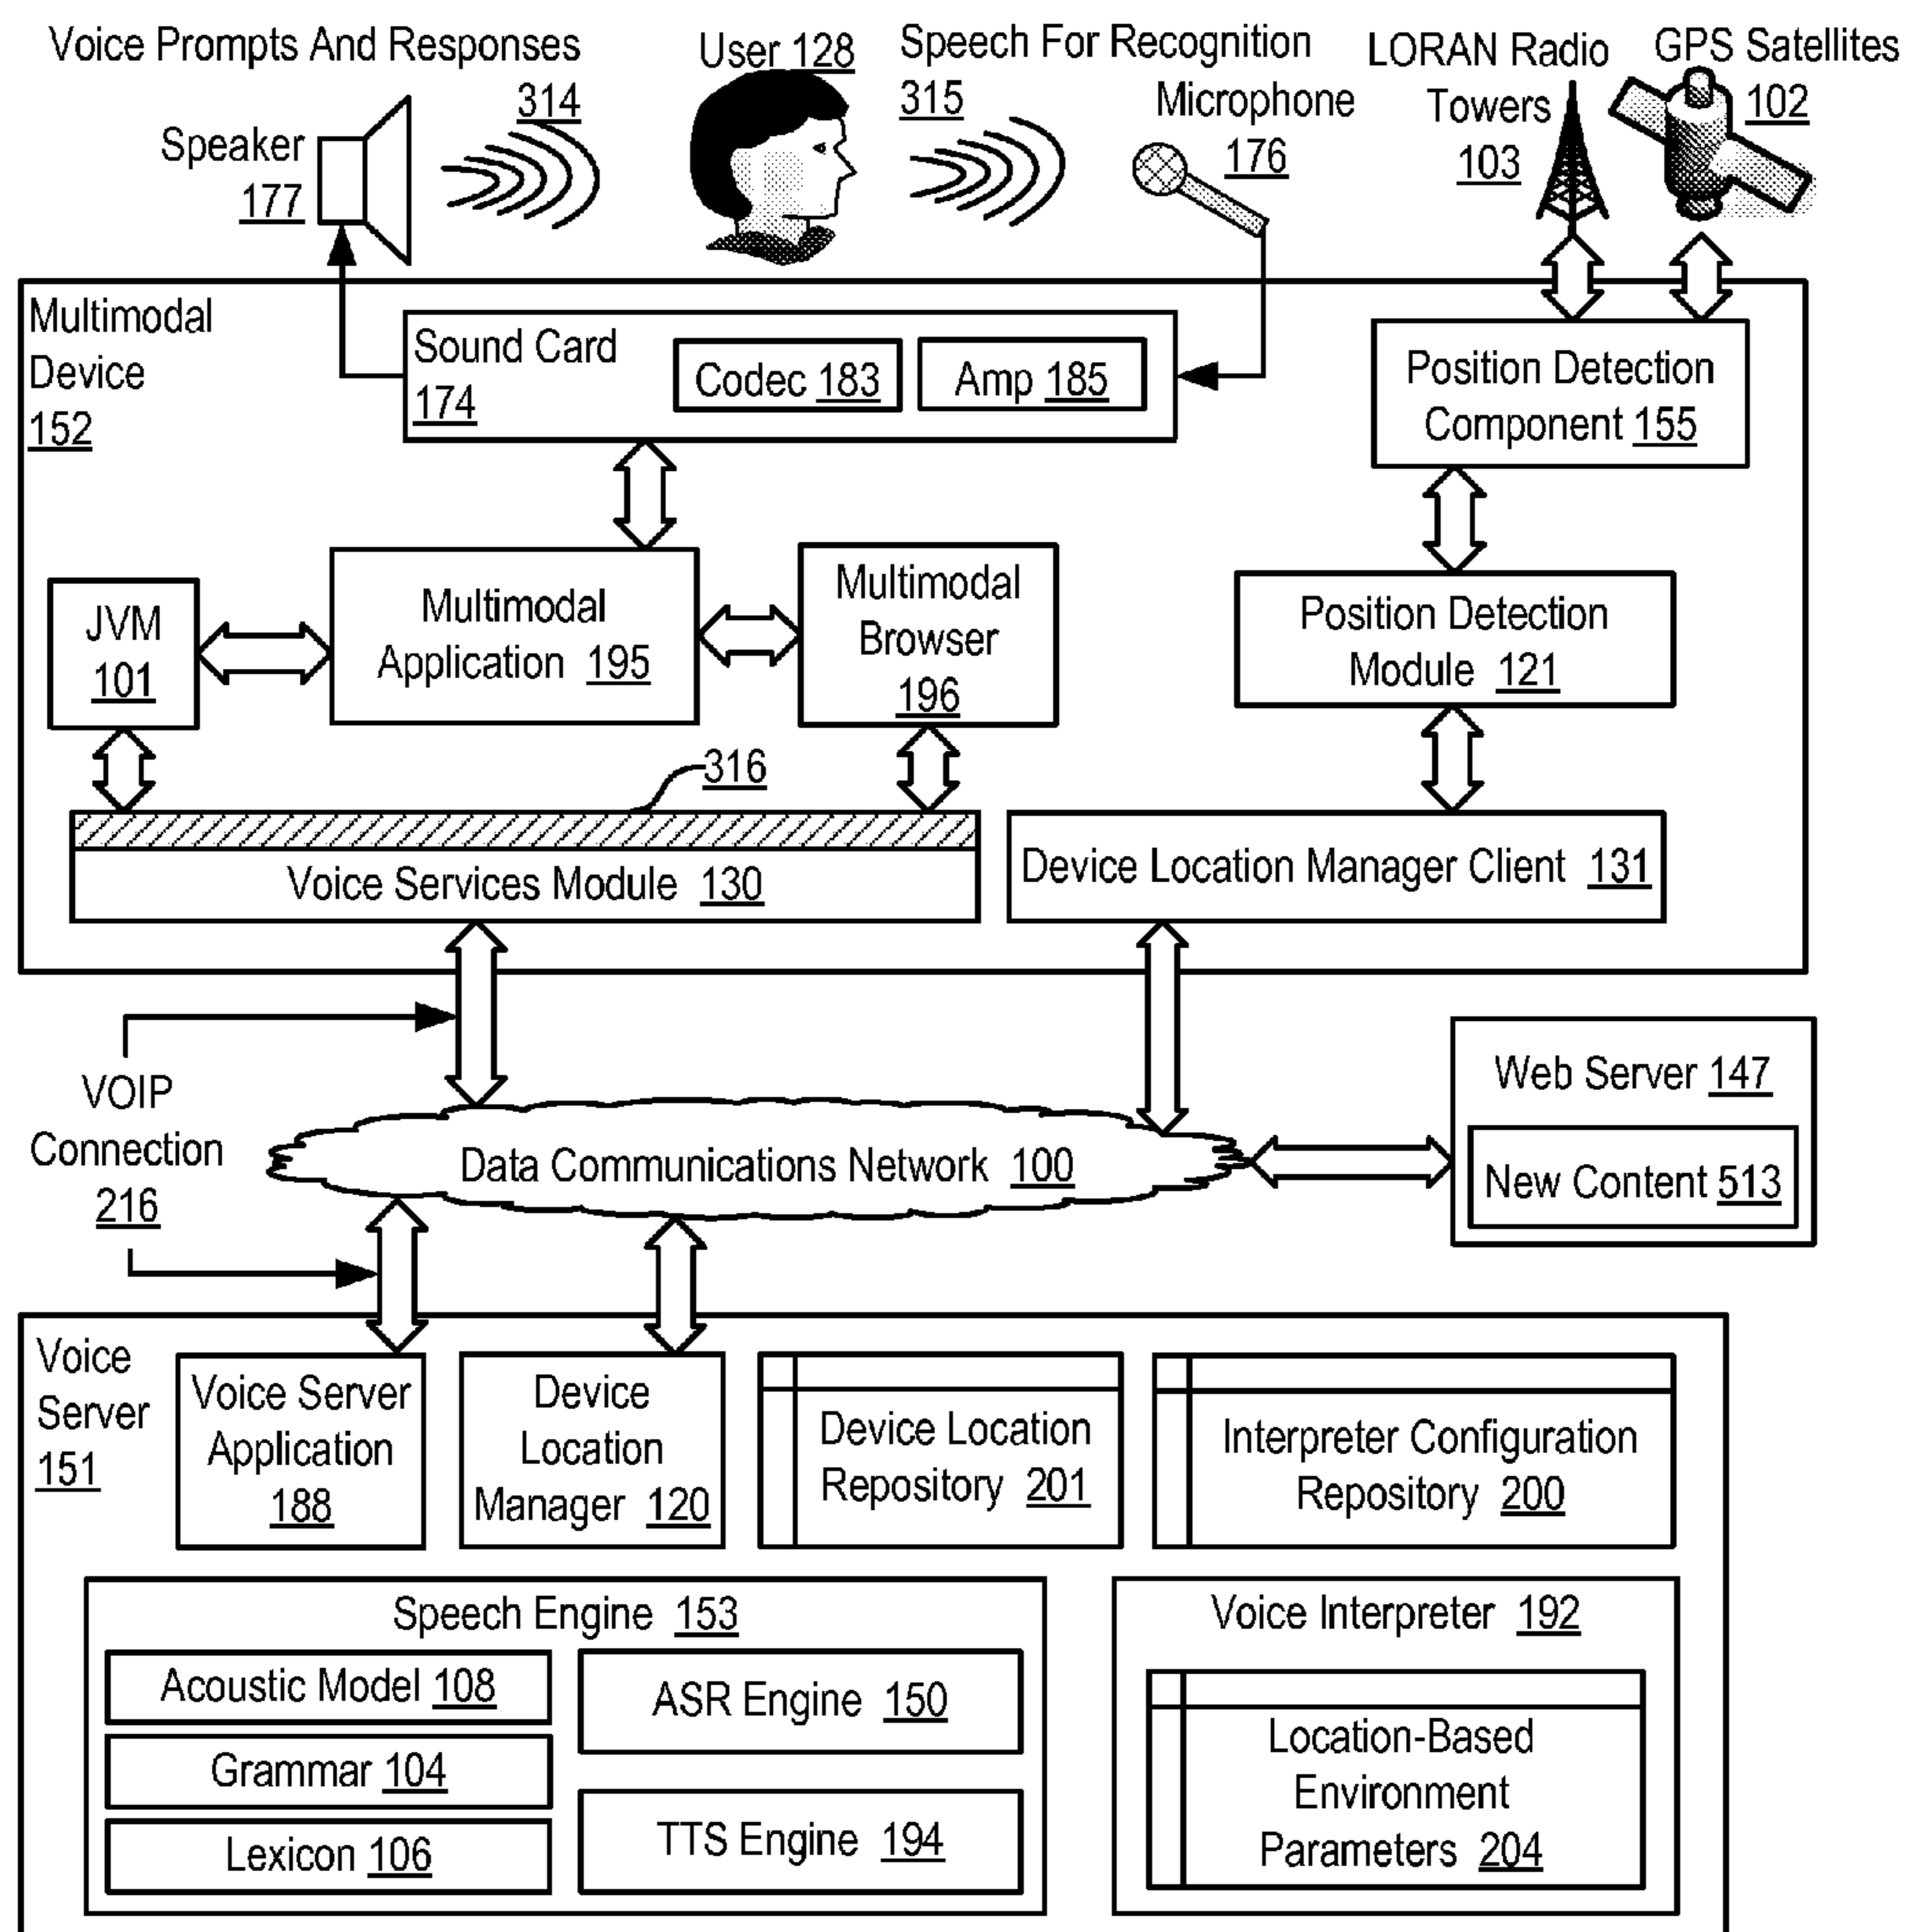 Voice Prompts And Responses
314
Speaker
177
User 128
Speech For Recognition
315
Microphone
176
LORAN Radio
Towers
103
GPS Satellites
102
Multimodal
Device
152
Sound Card
174
Codec 183
Amp 185
Position Detection
Component 155
JVM
101
Multimodal
Application 195
Multimodal
Browser
196
Position Detection
Module 121
316
Voice Services Module 130
Device Location Manager Client 131
VOIP
Connection
216
Data Communications Network 100
Web Server 147
New Content 513
Voice
Server
151
Voice Server
Application
188
Device
Location
Manager 120
Device Location
Repository 201
Interpreter Configuration
Repository 200
Speech Engine 153
Acoustic Model 108
Grammar 104
Lexicon 106
ASR Engine 150
TTS Engine 194
Voice Interpreter 192
Location-Based
Environment
Parameters 204